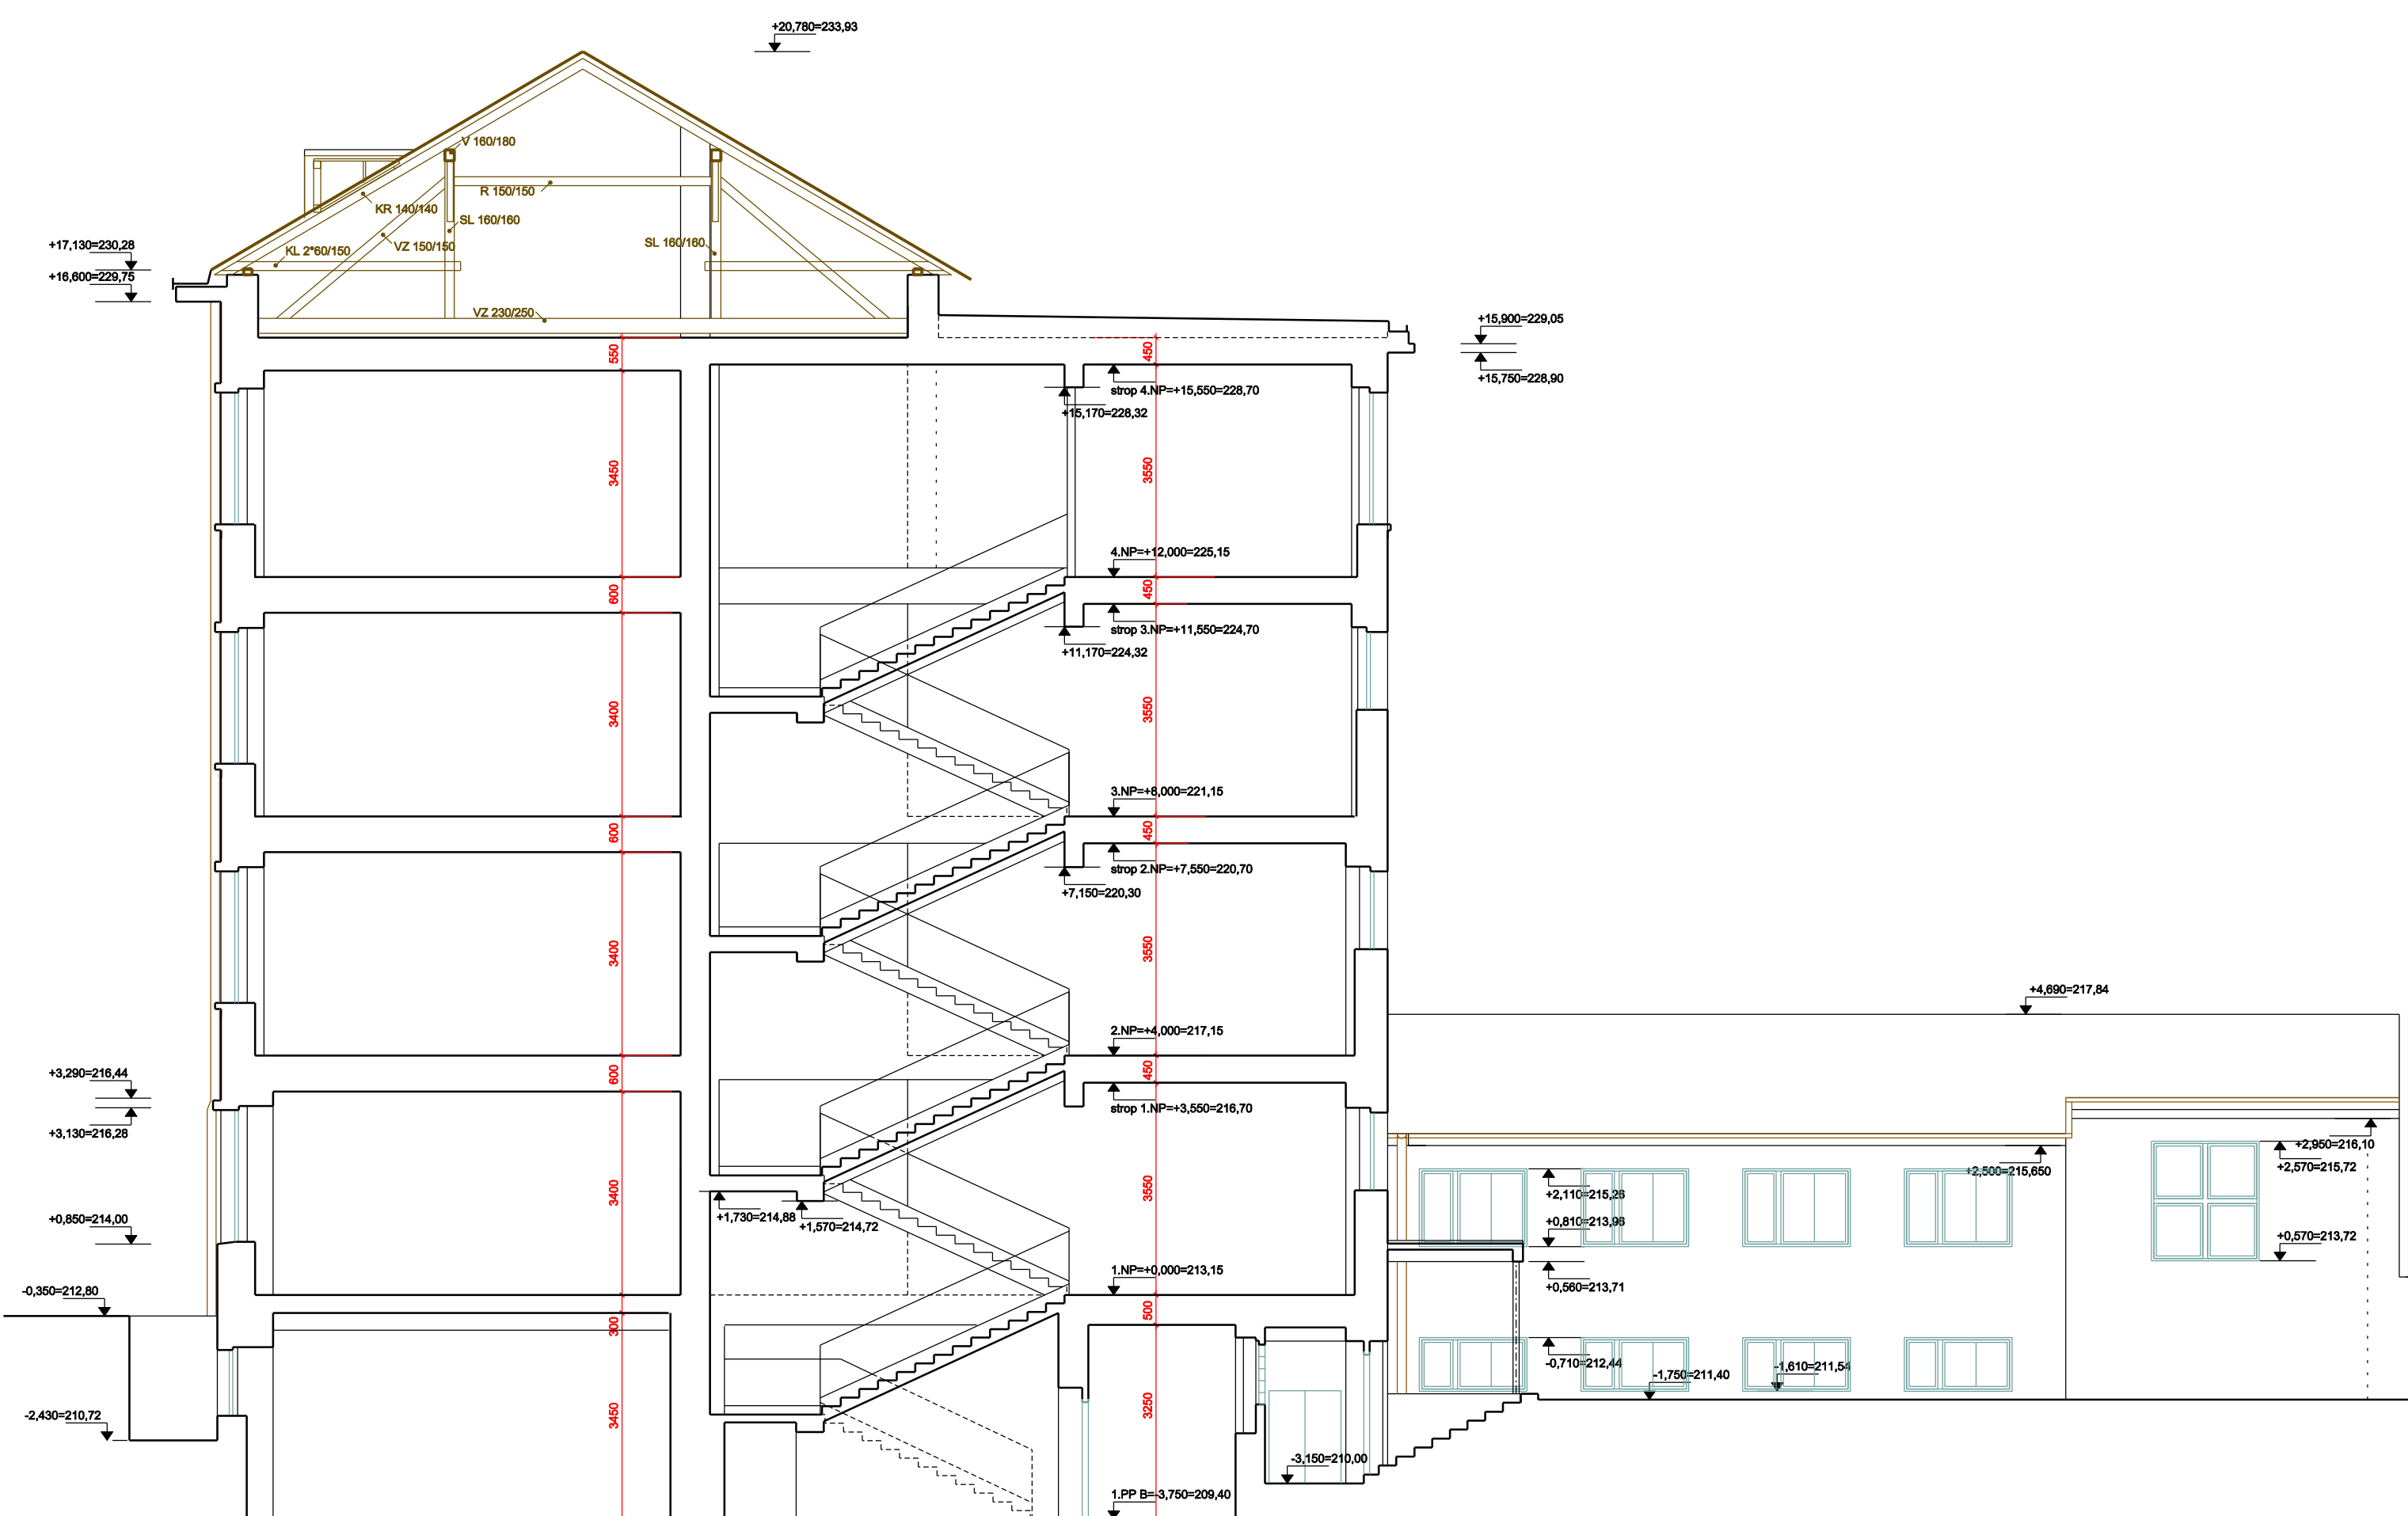 +20,780=233,93
V 160/180
R 150/150
KR 140/140
SL 160/160
VZ 150/150
SL 160/160
KL 2*60/150
VZ 230/250
+17,130=230,28
+16,600=229,75
+15,900=229,05
+15,750=228,90
550
450
strop 4.NP=+15,550=228,70
+15,170=228,32
3450
3550
4.NP=+12,000=225,15
600
450
strop 3.NP=+11,550=224,70
+11,170=224,32
3400
3550
3.NP=+8,000=221,15
600
450
strop 2.NP=+7,550=220,70
+7,150=220,30
3400
3550
+4,690=217,84
2.NP=+4,000=217,15
600
450
+3,290=216,44
+3,130=216,28
strop 1.NP=+3,550=216,70
+2,950=216,10
+2,570=215,72
+2,500=215,650
3400
3550
+2,110=215,26
+1,730=214,88
+1,570=214,72
+0,850=214,00
+0,810=213,96
+0,570=213,72
+0,560=213,71
1.NP=+0,000=213,15
-0,350=212,80
300
500
-0,710=212,44
-1,750=211,40
-1,610=211,54
-2,430=210,72
3450
3250
-3,150=210,00
1.PP B=-3,750=209,40